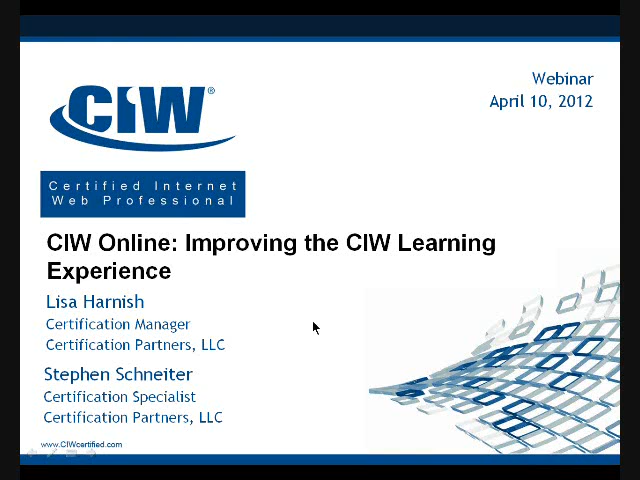 Webinar
April 10, 2012
CIW®
Certified Internet
Web Professional
CIW Online: Improving the CIW Learning
Experience
Lisa Harnish
Certification Manager
Certification Partners, LLC
Stephen Schneiter
Certification Specialist
Certification Partners, LLC
www.CIWcertified.com